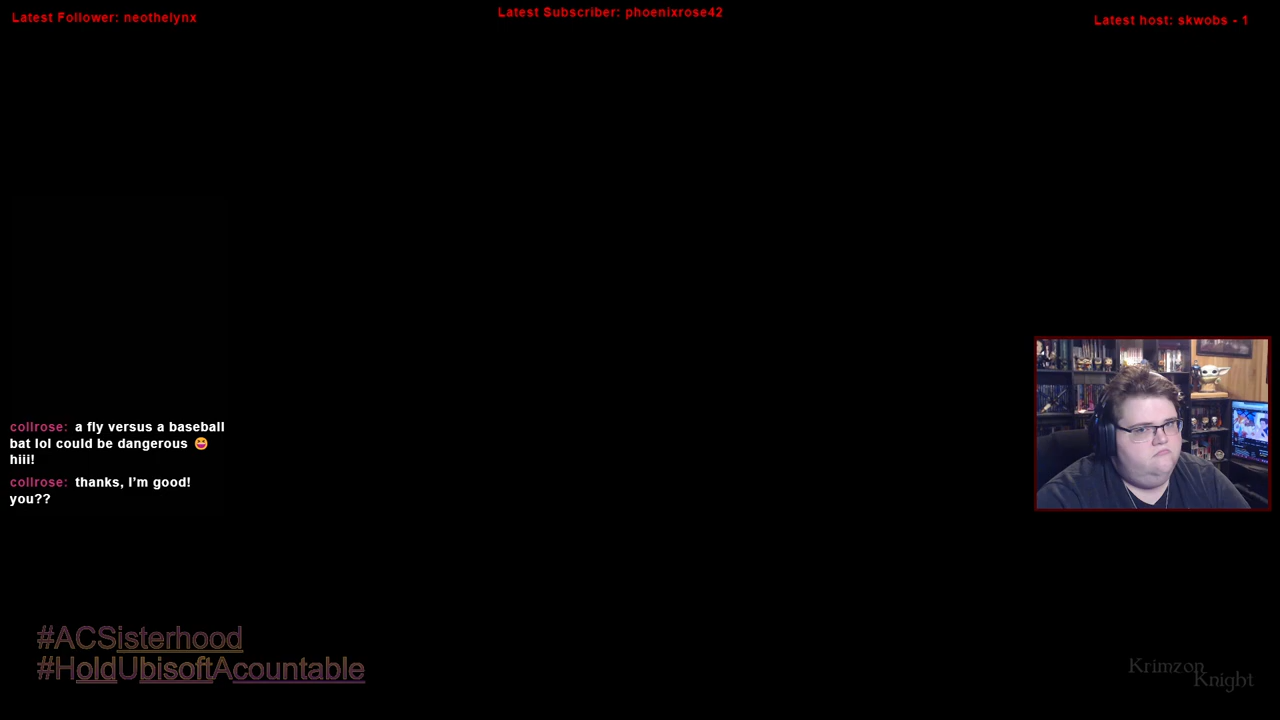 Latest Follower: neothelynx
Latest Subscriber: phoenixrose42
Latest host: skwobs - 1
collrose: a fly versus a baseball
bat lol could be dangerous 😆
hiii!
collrose: thanks, I'm good!
you??
#ACSisterhood
#HoldUbisoftAcountable
Krimzon
Knight